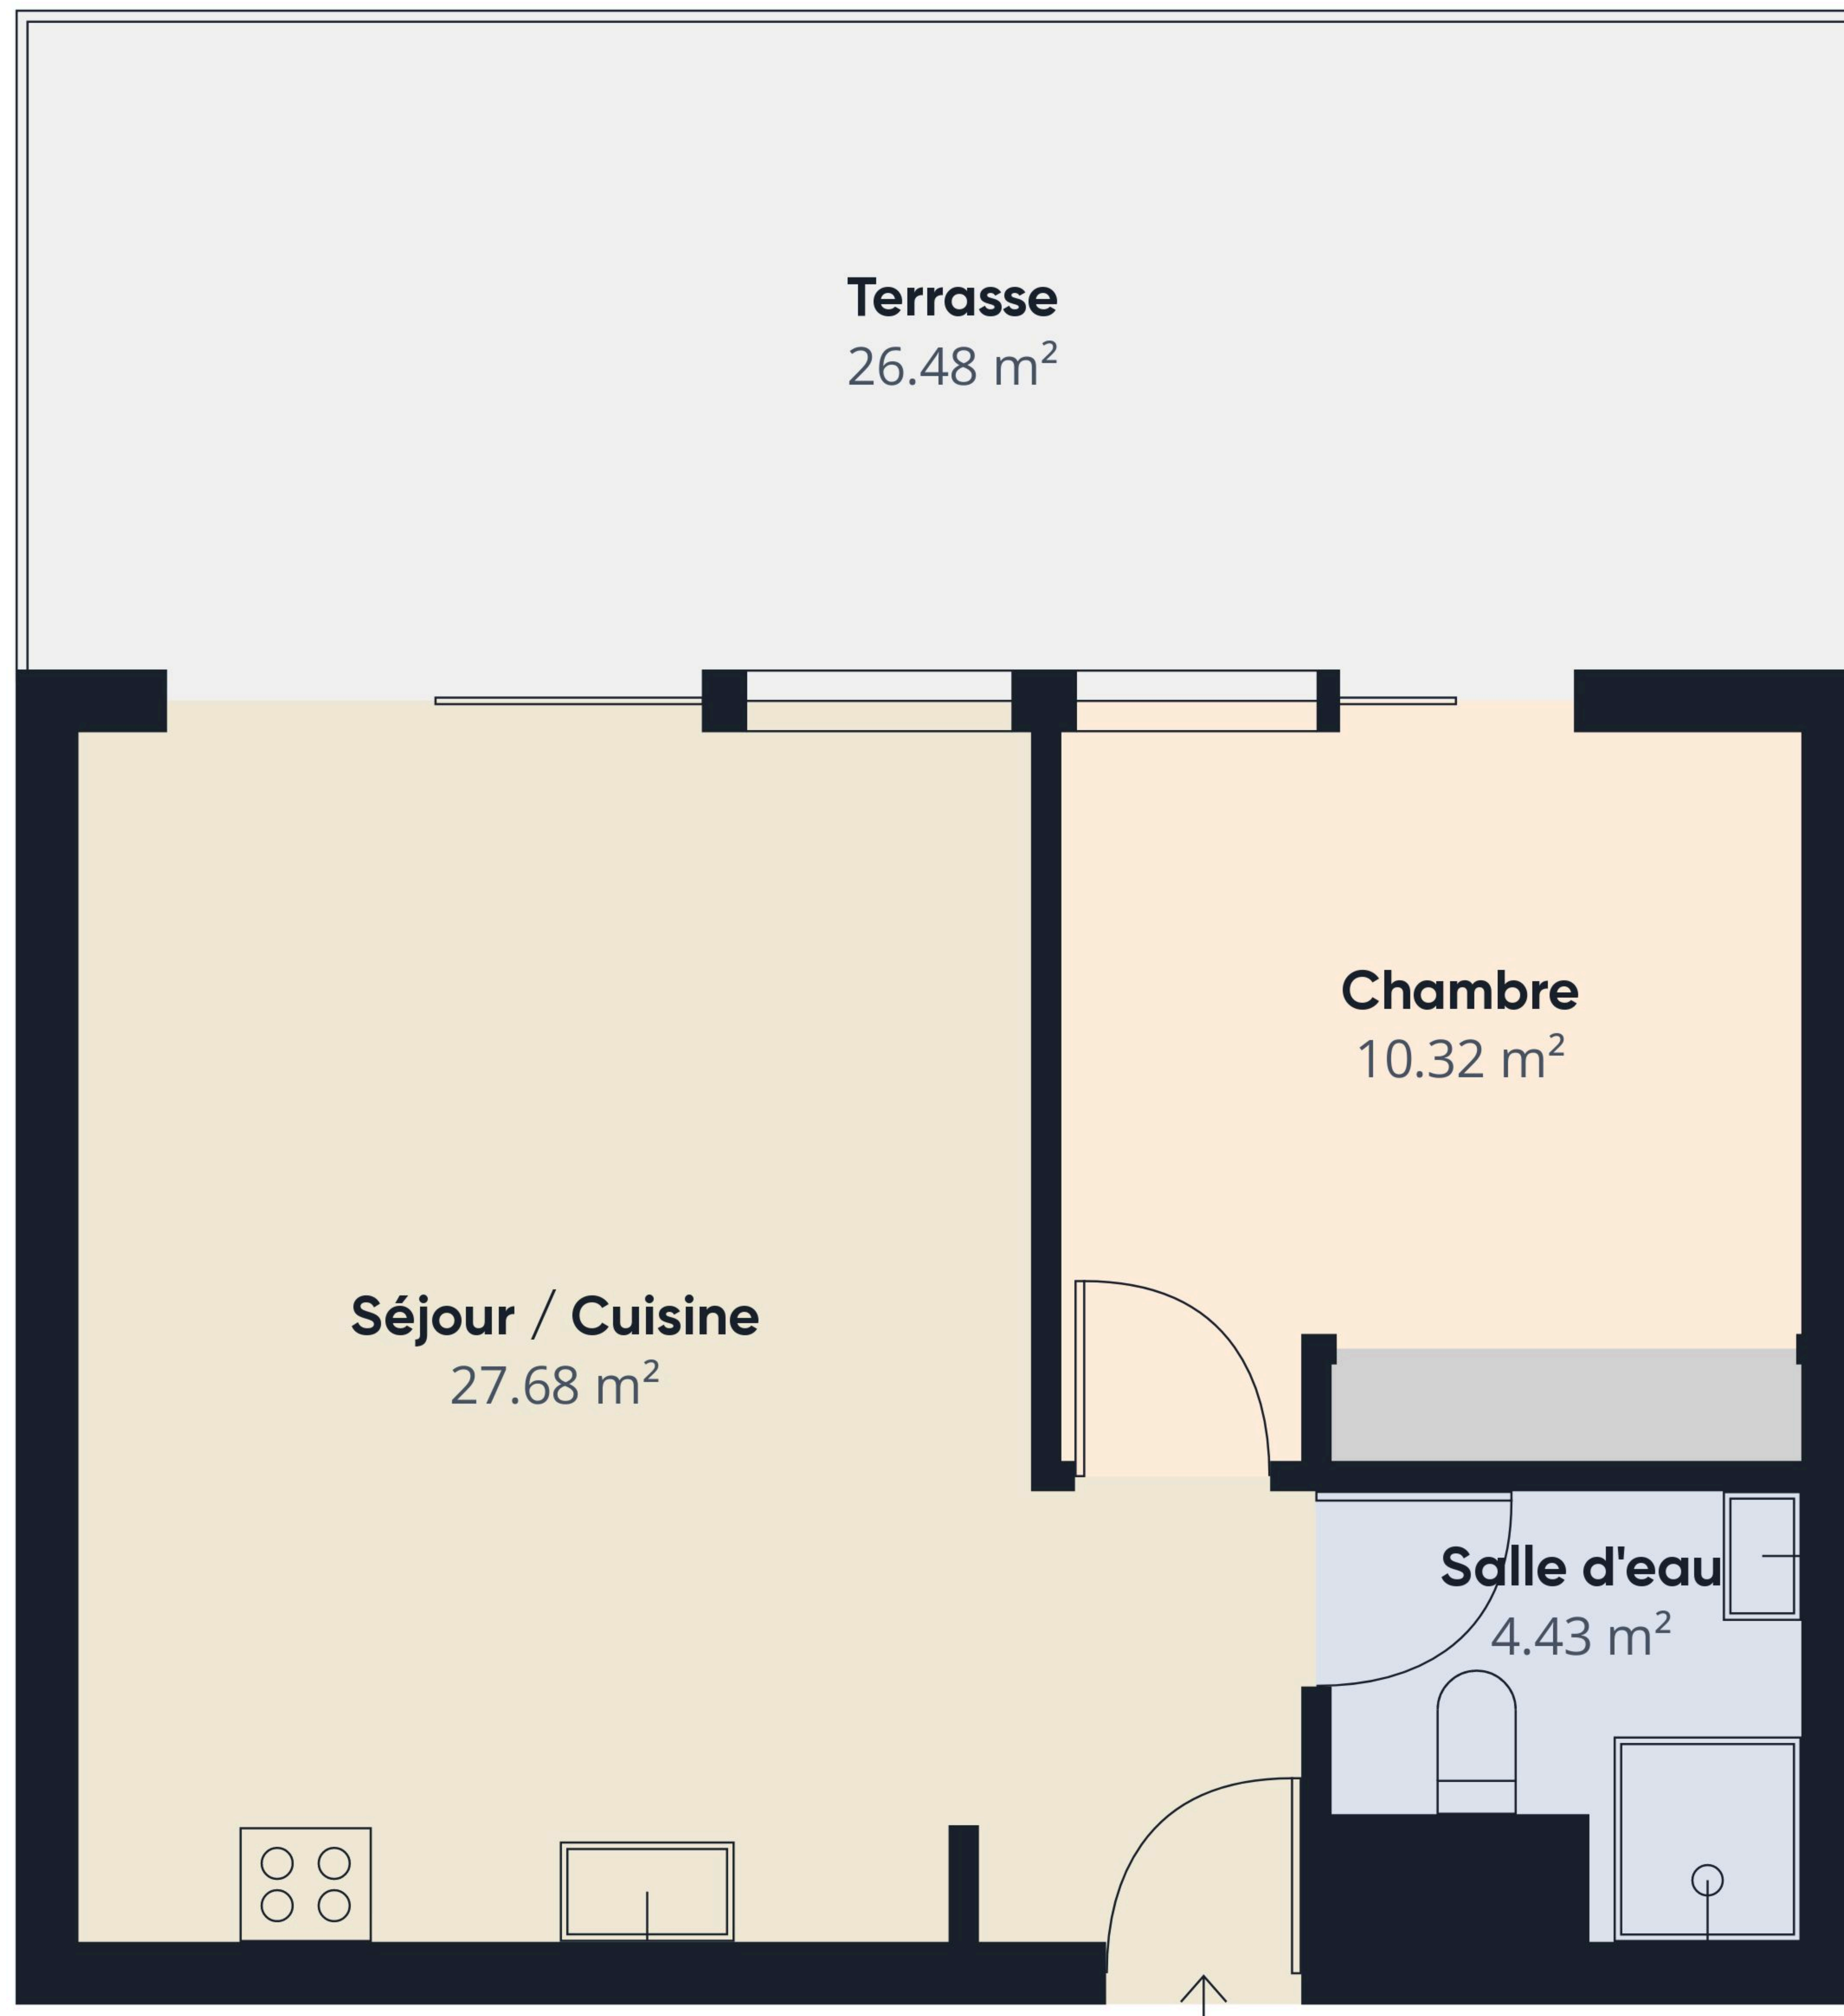 Terrasse
26.48 m²
Chambre
10.32 m²
Séjour / Cuisine
27.68 m²
Salle d'eau
4.43 m²